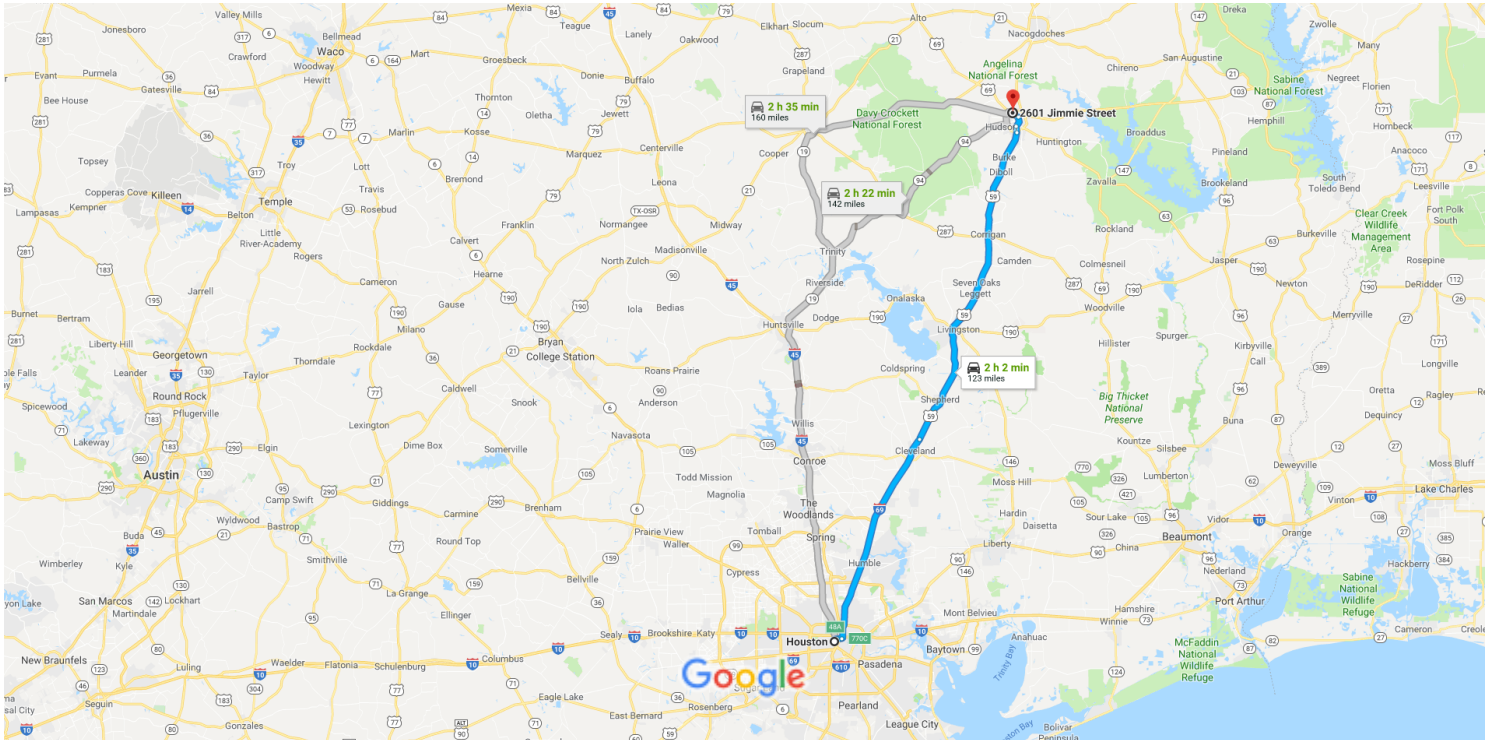 Jonesboro
Valley Mills
Mexia
Teague
Lanely
Oakwood
Elkhart
Slocum
Alto
Nacogdoches
Dreka
Zwolle
Many
Bellmead
Waco
Woodway
Hewitt
Mart
Groesbeck
Donie
Buffalo
Grapeland
Angelina
National Forest
Chireno
San Augustine
Sabine
National Forest
Negreet
Florien
Crawford
Evant
Purmela
Gatesville
Bee House
Thornton
Kosse
Oletha
Jewett
Marlin
2 h 35 min
160 miles
Davy Crockett
National Forest
2601 Jimmie Street
Hudson
Huntington
Broaddus
Hemphill
Hornbeck
Anacoco
Topsey
Copperas Cove
Kempner
Lampasas
Killeen
Troy
Temple
Belton
Little
River-Academy
Rogers
Lott
Travis
Rosebud
Bremond
Marquez
Centerville
Leona
Cooper
Burke
Diboll
Zavalla
Pineland
Brookeland
South
Toledo Bend
Leesville
Fort Polk
South
2 h 22 min
142 miles
TX-OSR
Franklin
Normangee
Midway
Calvert
Madisonville
North Zulch
Trinity
Corrigan
Rockland
Clear Creek
Wildlife
Management
Area
Burkeville
Hearne
Cameron
Gause
Iola
Bedias
Riverside
Onalaska
Seven Oaks
Leggett
Camden
Colmesneil
Jasper
Newton
Rosepine
DeRidder
Burnet
Bertram
Jarrell
Milano
Huntsville
Dodge
Livingston
Woodville
Merryville
Liberty Hill
Georgetown
Leander
Round Rock
Pflugerville
Thorndale
Rockdale
Taylor
Bryan
College Station
Caldwell
Snook
Roans Prairie
Anderson
Coldspring
Hillister
Spurger
Kirbyville
Call
Longville
2 h 2 min
123 miles
Spicewood
Lakeway
Lexington
Dime Box
Somerville
Navasota
Willis
Shepherd
Big Thicket
National
Preserve
Oretta
Ragley
Dequincy
Buna
Kountze
Silsbee
Elgin
Austin
Giddings
Todd Mission
Magnolia
Conroe
Cleveland
Moss Hill
Lumberton
Deweyville
Moss Bluff
Lake Charles
Camp Swift
Bastrop
Wyldwood
Carmine
Brenham
The
Woodlands
Spring
Hardin
Daisetta
Sour Lake
Vidor
Orange
Vinton
Buda
Kyle
Wimberley
Smithville
Round Top
Prairie View
Waller
Tomball
Humble
Liberty
China
Beaumont
Nederland
Port Arthur
Hackberry
San Marcos
Lockhart
Martindale
La Grange
Ellinger
Bellville
Cypress
Mont Belvieu
Hamshire
Winnie
Sabine
National
Wildlife
Refuge
Cameron
New Braunfels
Luling
Waelder
Flatonia
Schulenburg
Columbus
Sealy
Brookshire
Katy
Houston
48A
770C
Anahuac
Baytown
Pasadena
Trinity Bay
McFaddin
National
Wildlife
Refuge
Google
Seguin
Gonzales
Eagle Lake
East Bernard
Rosenberg
Pearland
League City
Bolivar
Peninsula